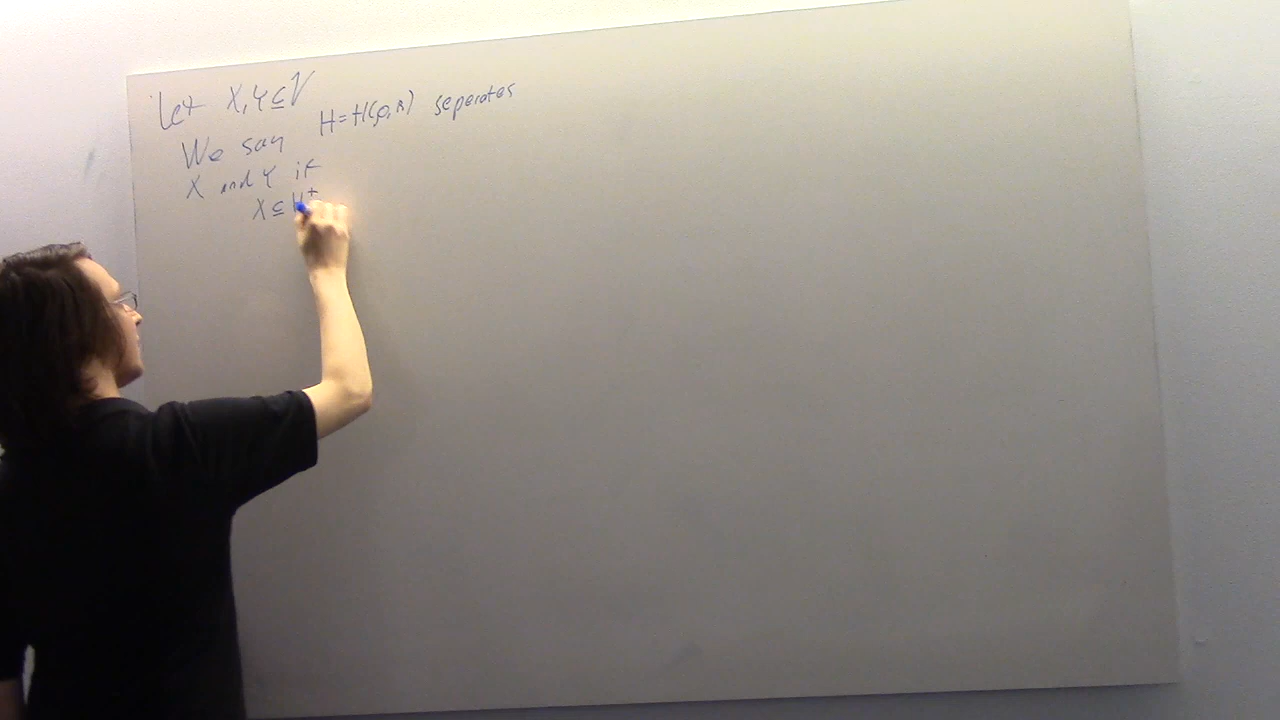 Let X, Y ⊆ V
We say H = H(ρ, R) seperates
X and Y if
X ⊆ H⁺